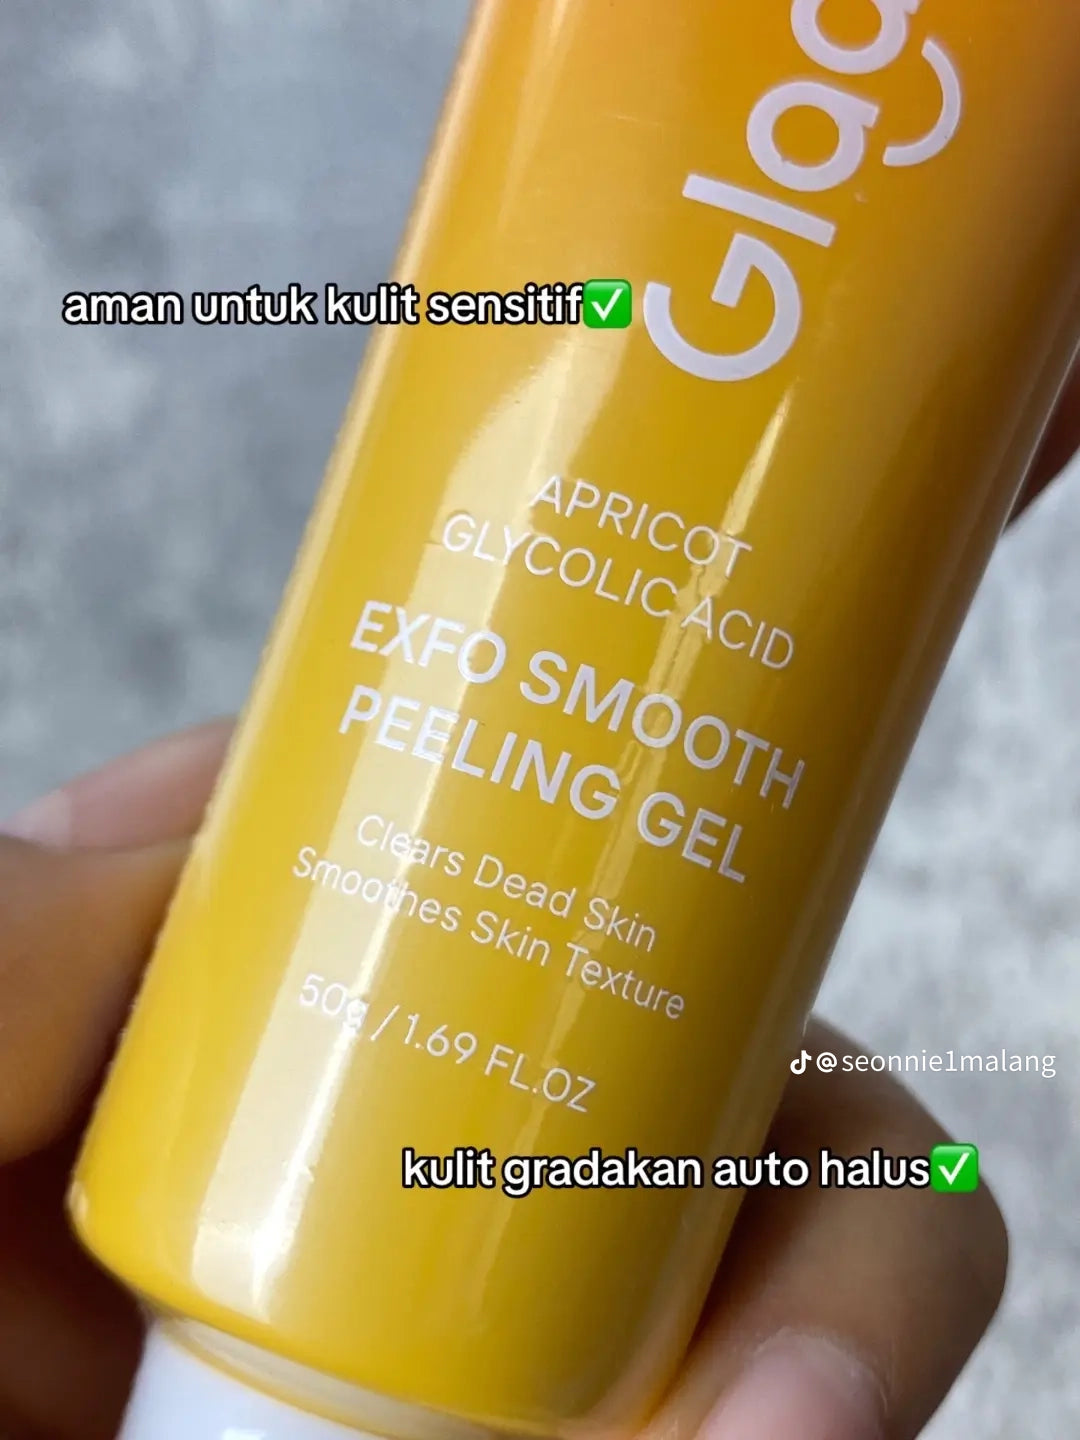 aman untuk kulit sensitif✅
APRICOT
GLYCOLIC ACID
EXFO SMOOTH
PEELING GEL
Clears Dead Skin
Smoothes Skin Texture
50g / 1.69 FL.OZ
@seonnie1malang
kulit gradakan auto halus✅